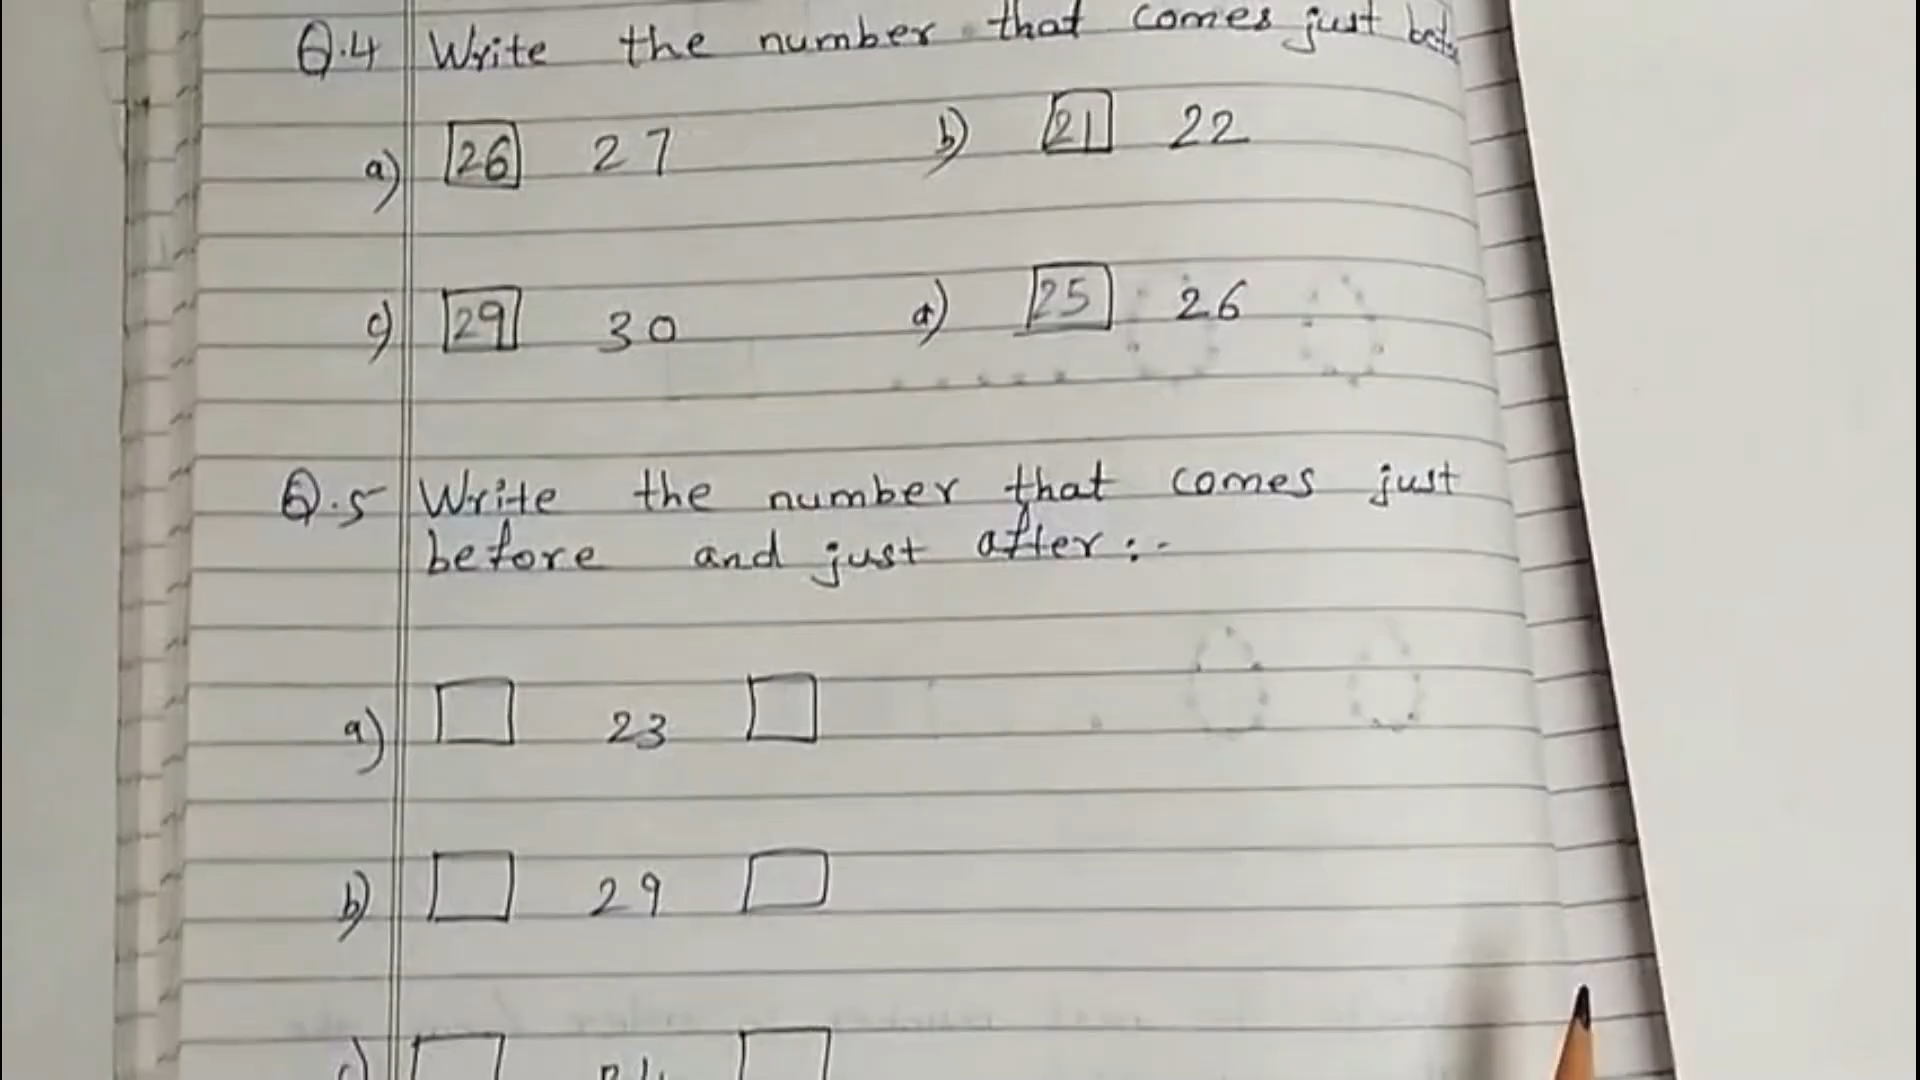 Q.4 Write the number that comes just
a) 26 27 b) 21 22
c) 29 30 d) 25 26
Q.5 Write the number that comes just
before and just after :-
a) 23
b) 29
c)